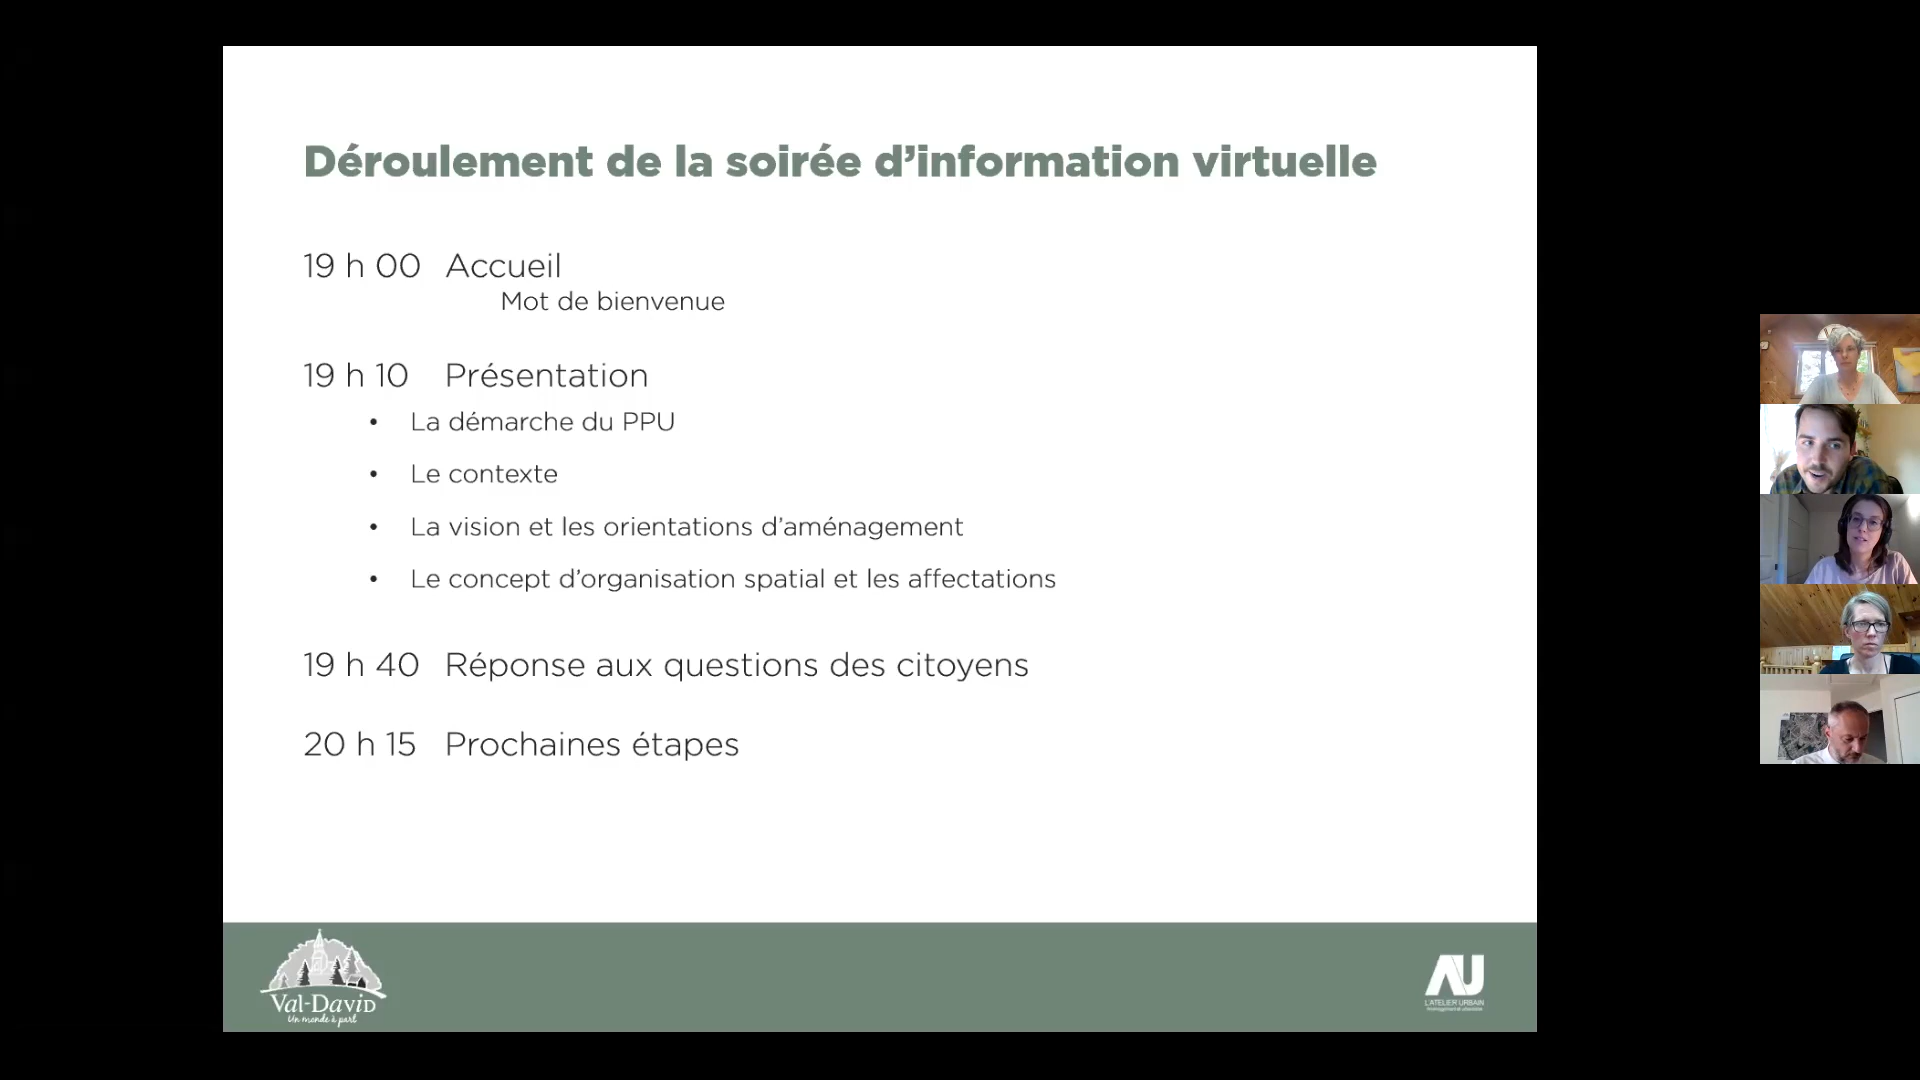 Déroulement de la soirée d’information virtuelle
19 h 00 Accueil
Mot de bienvenue
19 h 10 Présentation
• La démarche du PPU
• Le contexte
• La vision et les orientations d’aménagement
• Le concept d’organisation spatial et les affectations
19 h 40 Réponse aux questions des citoyens
20 h 15 Prochaines étapes
Val-David
Un monde à part
AU
L'ATELIER URBAIN